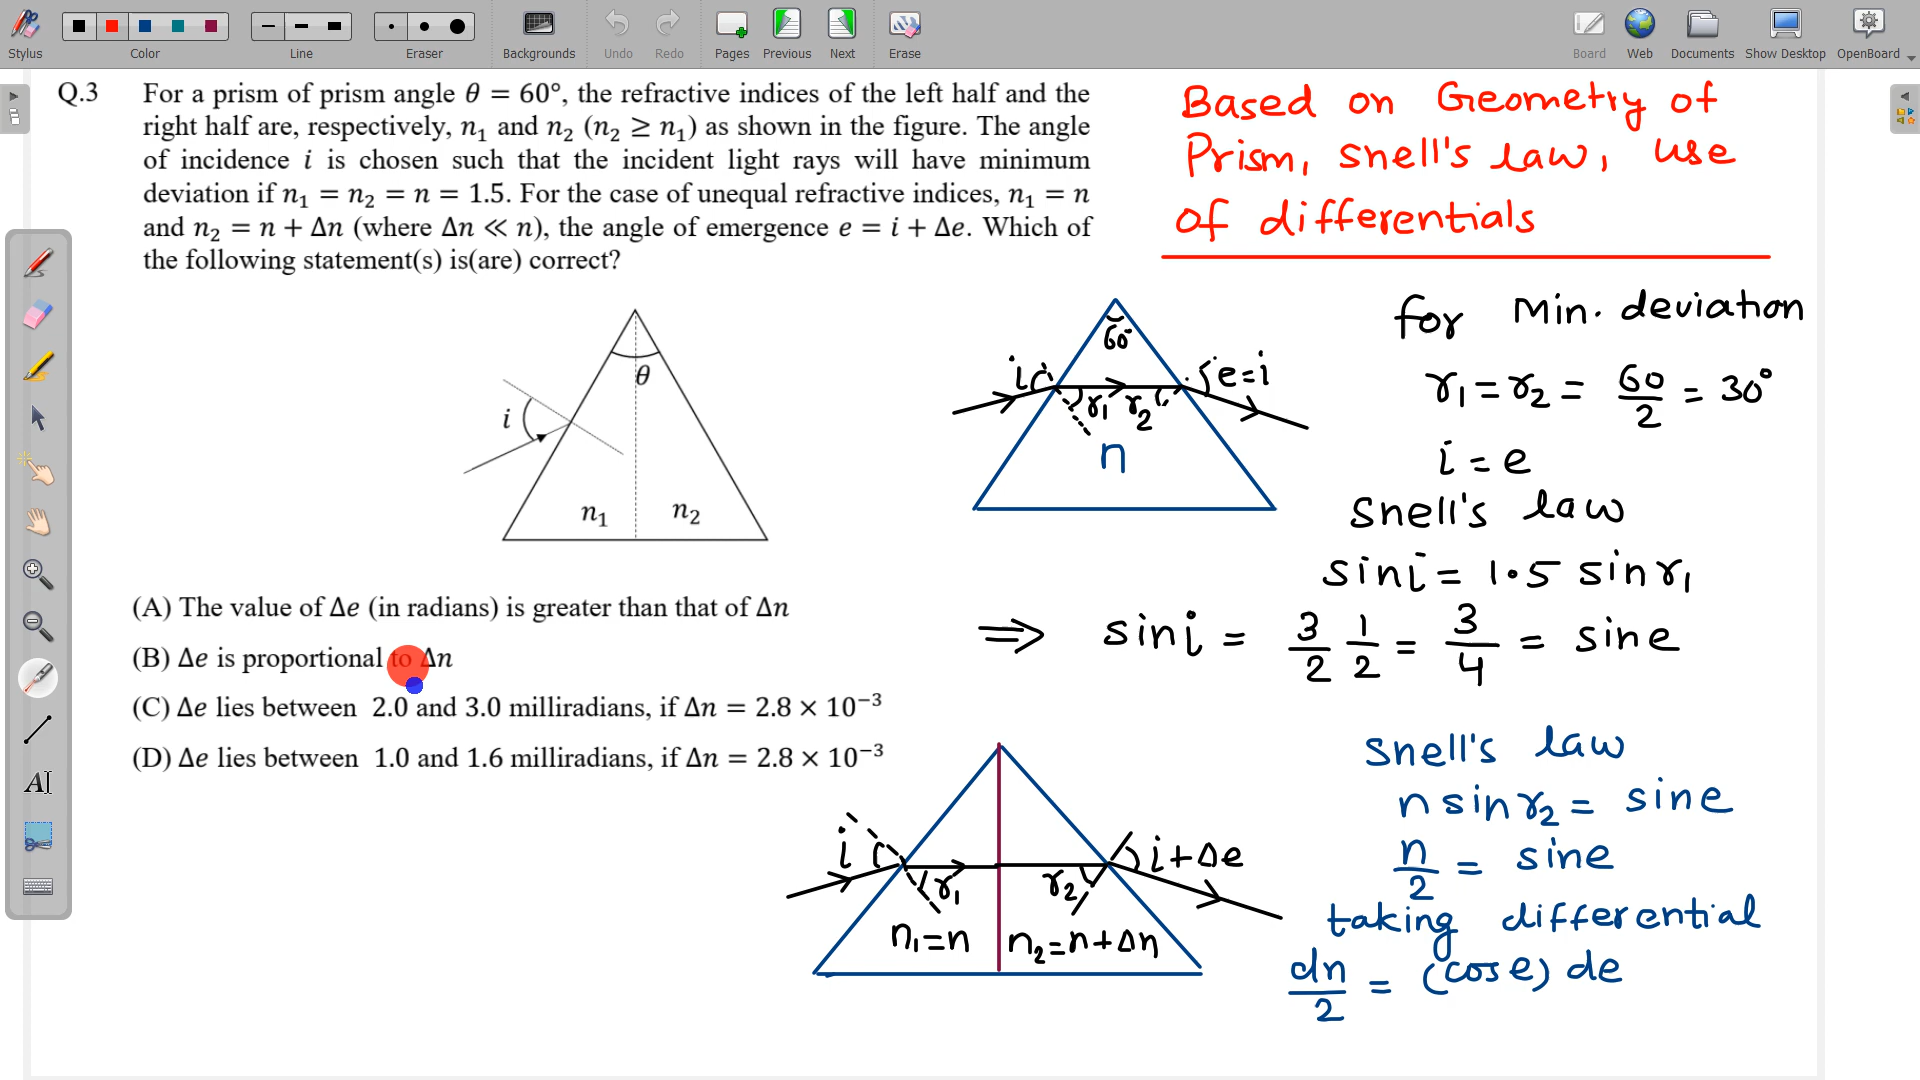 Stylus Color Line Eraser Backgrounds Undo Redo Pages Previous Next Erase Board Web Documents Show Desktop OpenBoard
Q.3 For a prism of prism angle θ = 60°, the refractive indices of the left half and the
right half are, respectively, n₁ and n₂ (n₂ ≥ n₁) as shown in the figure. The angle
of incidence i is chosen such that the incident light rays will have minimum
deviation if n₁ = n₂ = n = 1.5. For the case of unequal refractive indices, n₁ = n
and n₂ = n + Δn (where Δn ≪ n), the angle of emergence e = i + Δe. Which of
the following statement(s) is(are) correct?
θ
i
n₁ n₂
(A) The value of Δe (in radians) is greater than that of Δn
(B) Δe is proportional to Δn
(C) Δe lies between 2.0 and 3.0 milliradians, if Δn = 2.8 × 10⁻³
(D) Δe lies between 1.0 and 1.6 milliradians, if Δn = 2.8 × 10⁻³
Based on Geometry of
Prism, snell's law, use
of differentials
60°
i e=i
r₁ r₂
n
for Min. deviation
r₁ = r₂ = 60/2 = 30°
i = e
Snell's law
sin i = 1.5 sin r₁
⇒ sin i = 3/2 1/2 = 3/4 = sin e
i i+Δe
r₁ r₂
n₁=n n₂=n+Δn
Snell's law
n sin r₂ = sin e
n/2 = sin e
taking differential
dn/2 = (cos e) de
AI